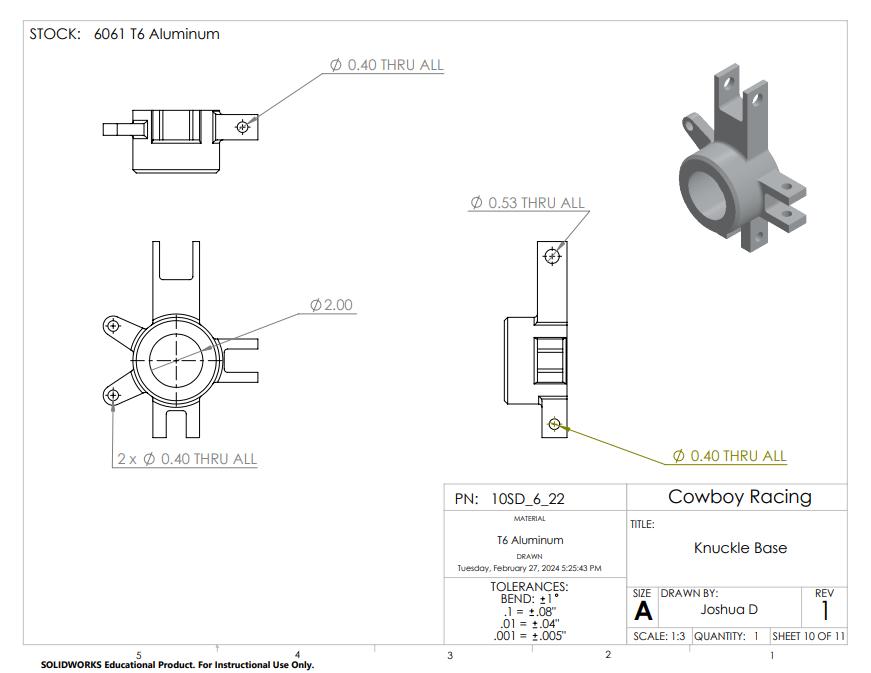 STOCK: 6061 T6 Aluminum
Ø 0.40 THRU ALL
Ø 0.53 THRU ALL
Ø2.00
2 x Ø 0.40 THRU ALL
Ø 0.40 THRU ALL
PN: 10SD_6_22
Cowboy Racing
MATERIAL
T6 Aluminum
DRAWN
Tuesday, February 27, 2024 5:25:43 PM
TITLE:
Knuckle Base
TOLERANCES:
BEND: ±1°
.1 = ±.08"
.01 = ±.04"
.001 = ±.005"
SIZE
A
DRAWN BY:
Joshua D
REV
1
SCALE: 1:3 QUANTITY: 1 SHEET 10 OF 11
5 4 3 2 1
SOLIDWORKS Educational Product. For Instructional Use Only.